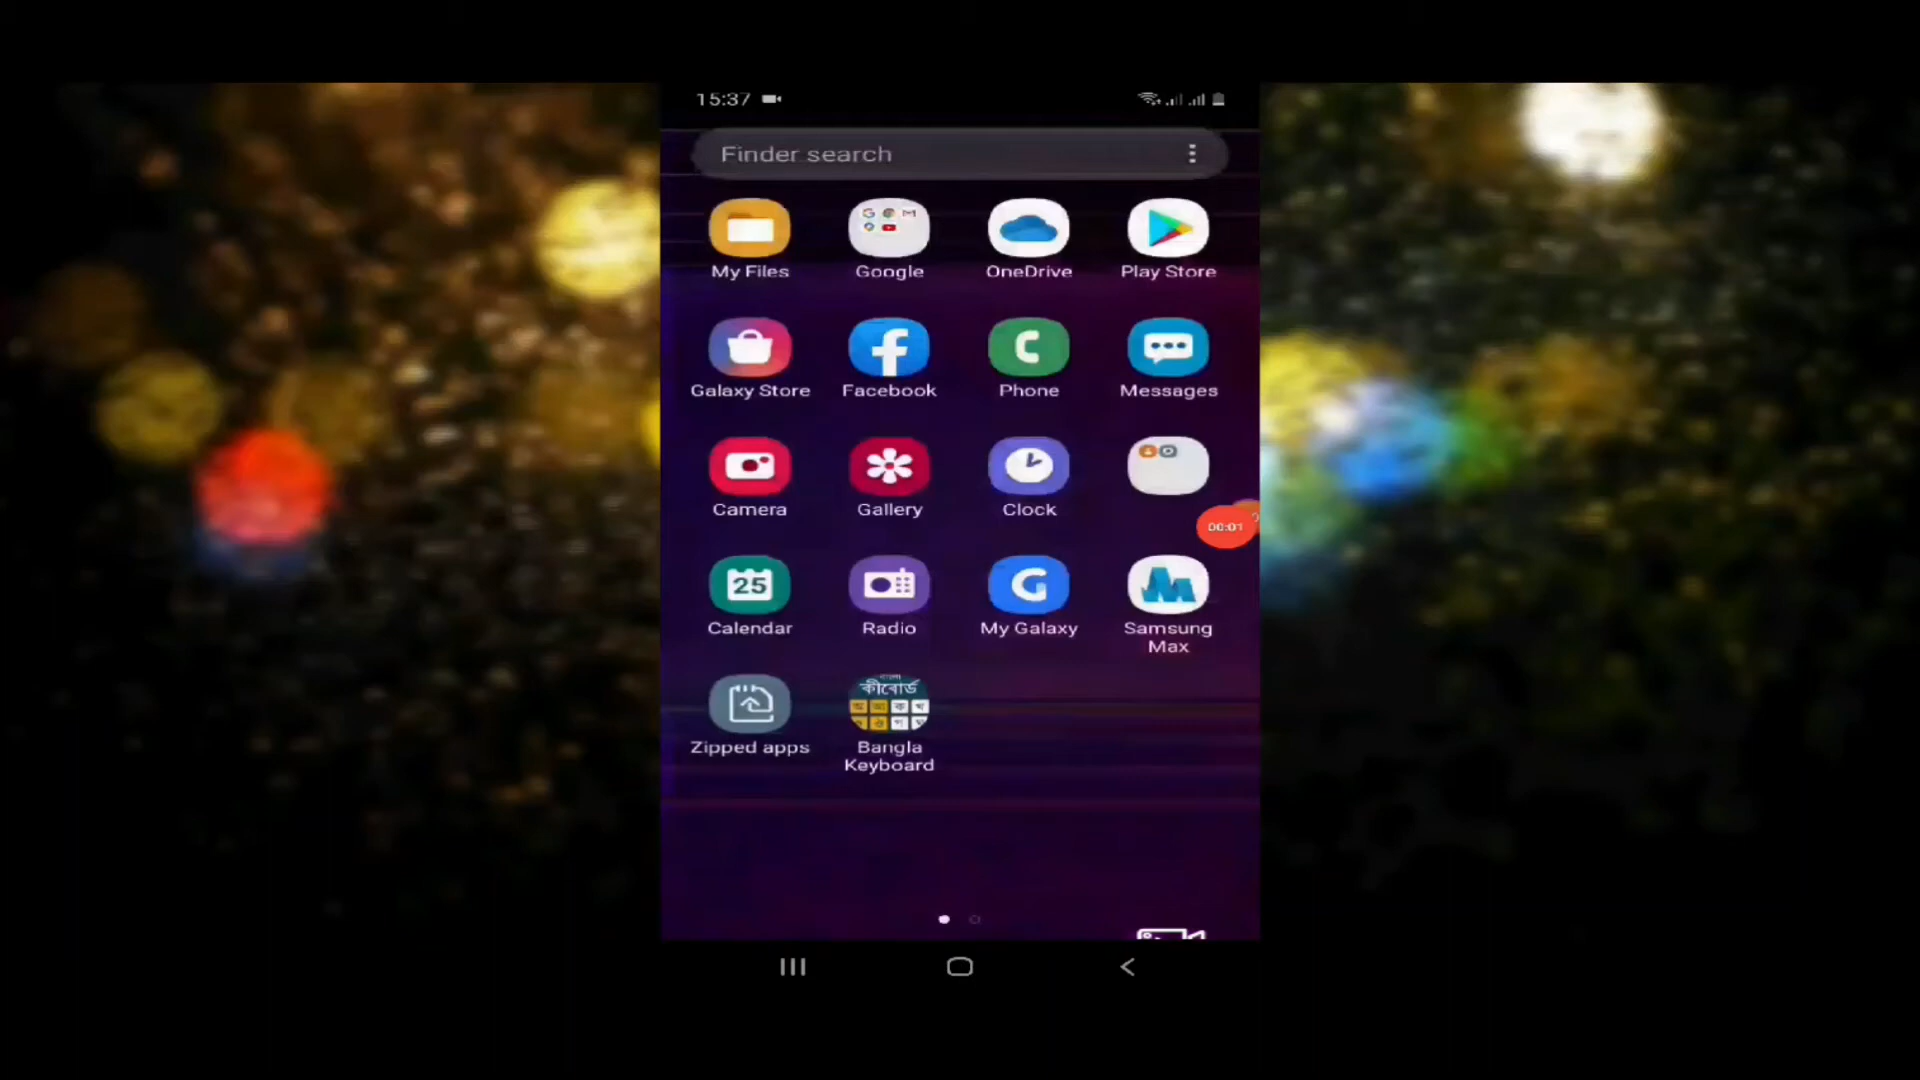 15:37
Finder search
My Files
Google
OneDrive
Play Store
Galaxy Store
Facebook
Phone
Messages
Camera
Gallery
Clock
00:01
25
Calendar
Radio
My Galaxy
Samsung
Max
কীবোর্ড
Zipped apps
Bangla
Keyboard